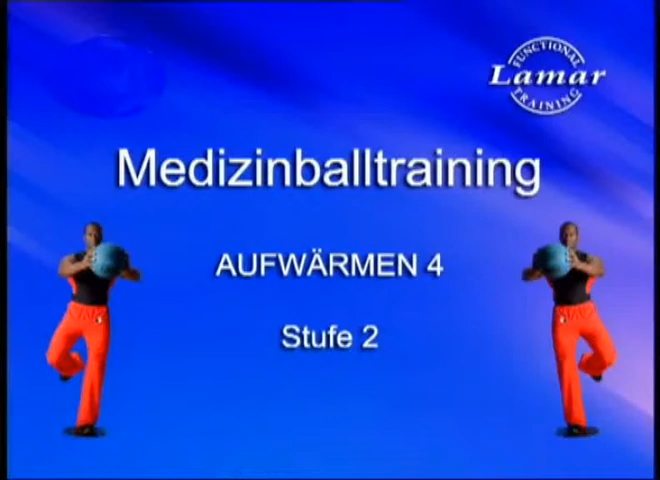 FUNCTIONAL
Lamar
TRAINING
Medizinballtraining
AUFWÄRMEN 4
Stufe 2